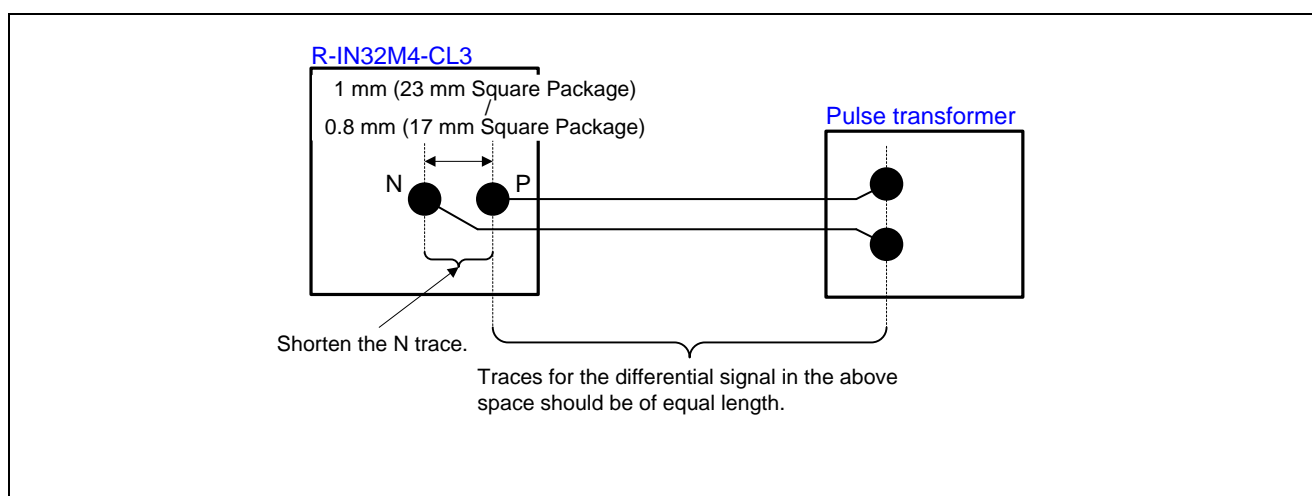 R-IN32M4-CL3
1 mm (23 mm Square Package)
0.8 mm (17 mm Square Package)
Pulse transformer
N
P
Shorten the N trace.
Traces for the differential signal in the above
space should be of equal length.